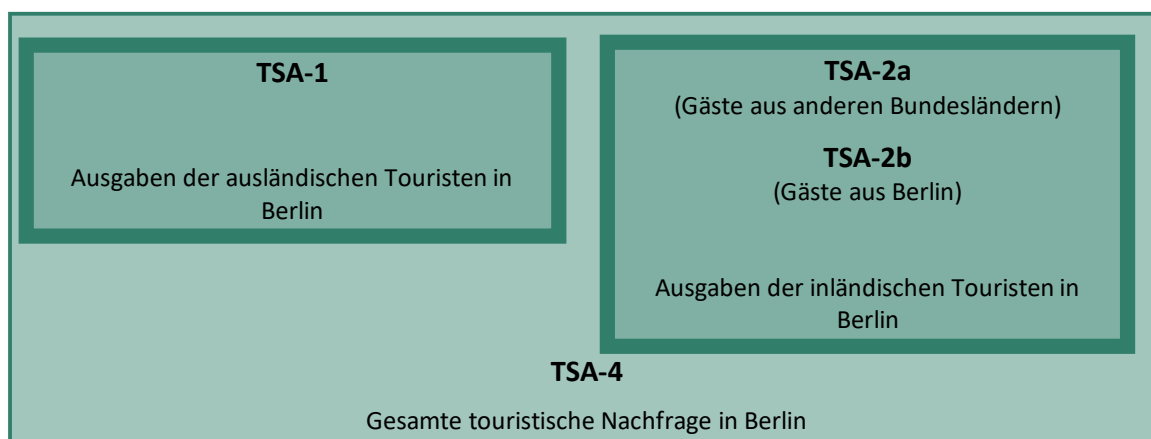 TSA-1
Ausgaben der ausländischen Touristen in
Berlin
TSA-2a
(Gäste aus anderen Bundesländern)
TSA-2b
(Gäste aus Berlin)
Ausgaben der inländischen Touristen in
Berlin
TSA-4
Gesamte touristische Nachfrage in Berlin